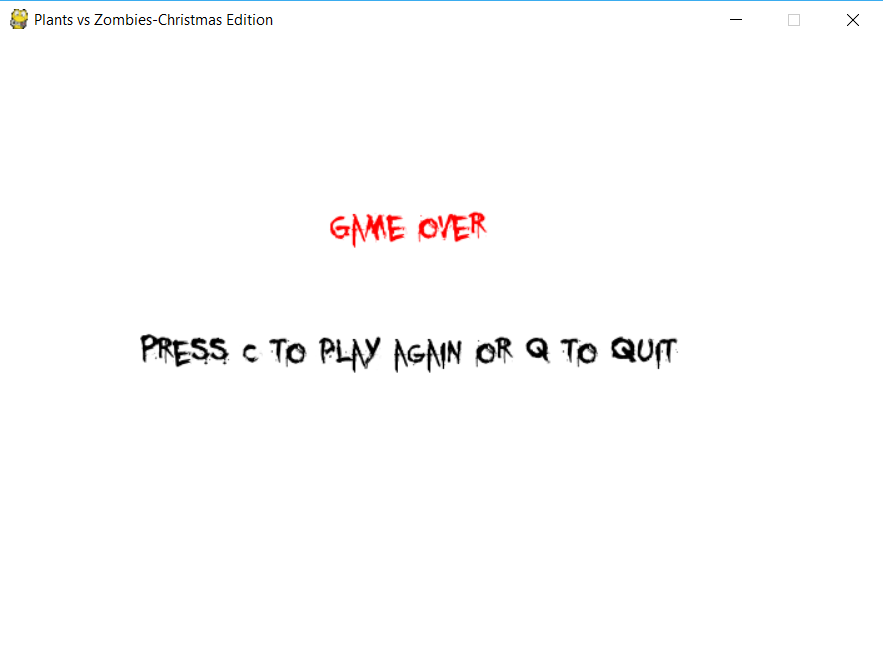 Plants vs Zombies-Christmas Edition
GAME OVER
PRESS C TO PLAY AGAIN OR Q TO QUIT